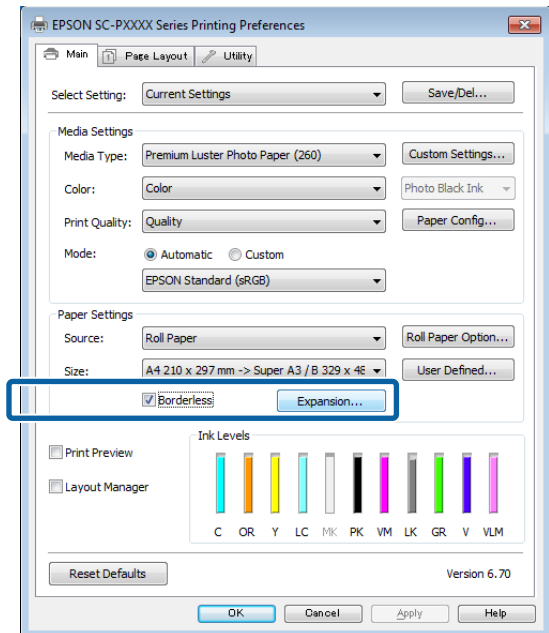 EPSON SC-PXXXX Series Printing Preferences
Main Page Layout Utility
Select Setting: Current Settings Save/Del...
Media Settings
Media Type: Premium Luster Photo Paper (260) Custom Settings...
Color: Color Photo Black Ink
Print Quality: Quality Paper Config...
Mode: Automatic Custom
EPSON Standard (sRGB)
Paper Settings
Source: Roll Paper Roll Paper Option...
Size: A4 210 x 297 mm -> Super A3 / B 329 x 48 User Defined...
Borderless Expansion...
Ink Levels
Print Preview
Layout Manager
C OR Y LC MK PK VM LK GR V VLM
Reset Defaults Version 6.70
OK Cancel Apply Help